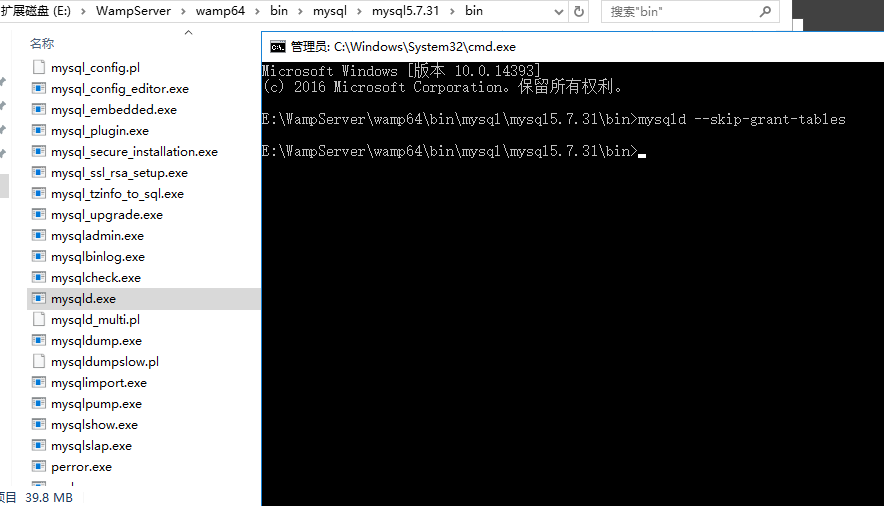 扩展磁盘 (E:) > WampServer > wamp64 > bin > mysql > mysql5.7.31 > bin
搜索"bin"
名称
mysql_config.pl
mysql_config_editor.exe
mysql_embedded.exe
mysql_plugin.exe
mysql_secure_installation.exe
mysql_ssl_rsa_setup.exe
mysql_tzinfo_to_sql.exe
mysql_upgrade.exe
mysqladmin.exe
mysqlbinlog.exe
mysqlcheck.exe
mysqld.exe
mysqld_multi.pl
mysqldump.exe
mysqldumpslow.pl
mysqlimport.exe
mysqlpump.exe
mysqlshow.exe
mysqlslap.exe
perror.exe
项目 39.8 MB
管理员: C:\Windows\System32\cmd.exe
Microsoft Windows [版本 10.0.14393]
(c) 2016 Microsoft Corporation。保留所有权利。
E:\WampServer\wamp64\bin\mysql\mysql5.7.31\bin>mysqld --skip-grant-tables
E:\WampServer\wamp64\bin\mysql\mysql5.7.31\bin>